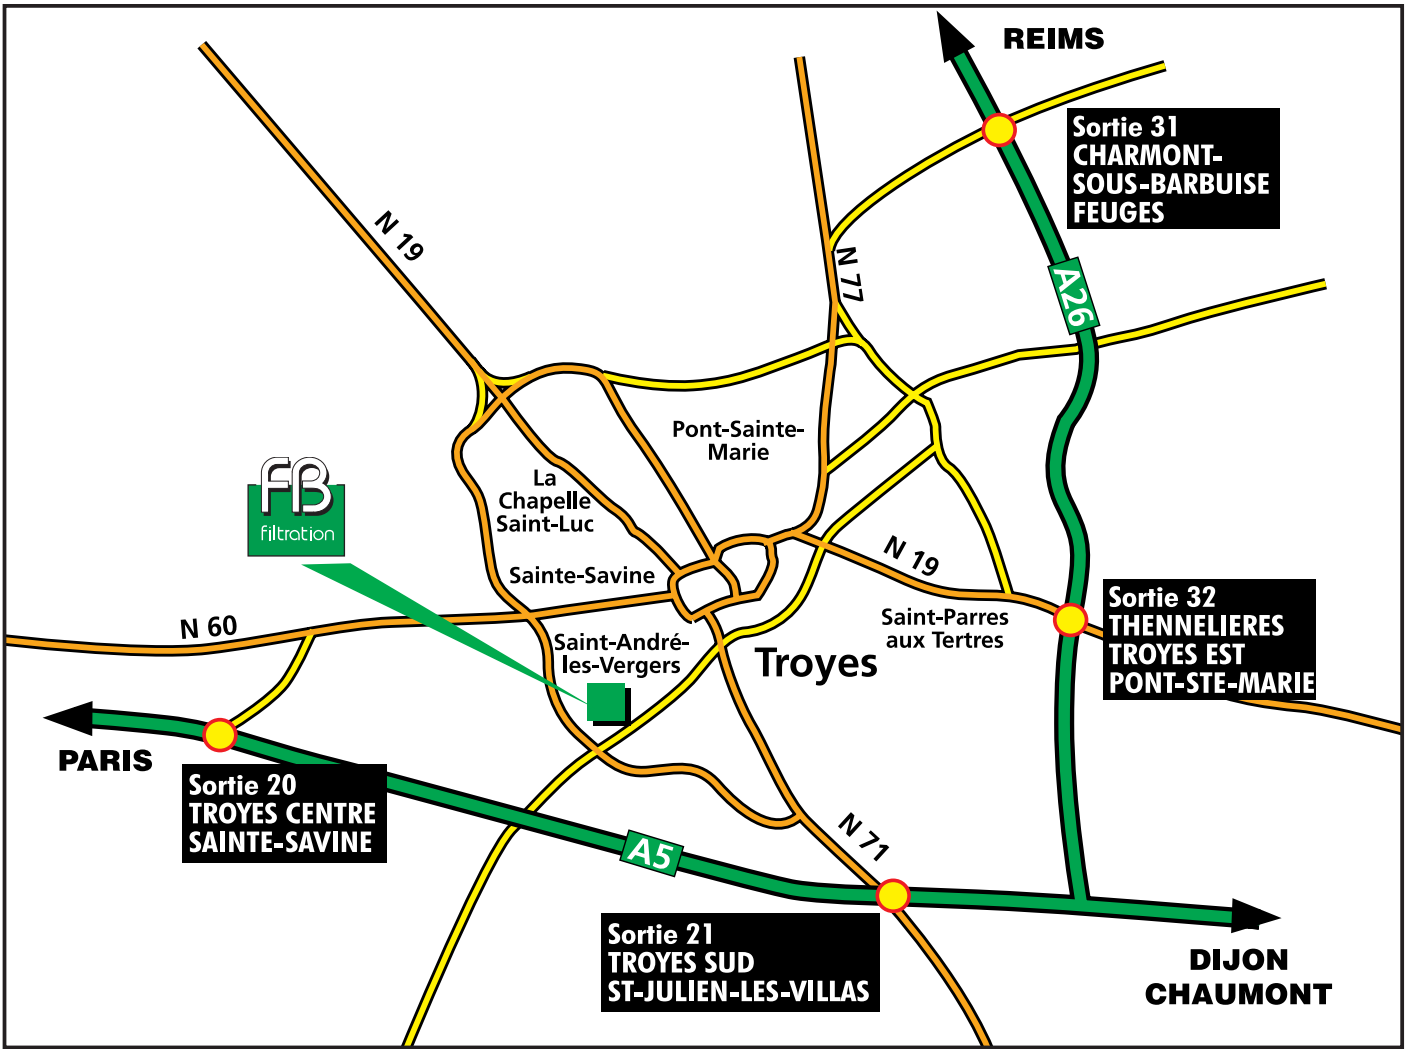 REIMS
Sortie 31
CHARMONT-
SOUS-BARBUISE
FEUGES
N 19
N 77
A26
Pont-Sainte-
Marie
La
Chapelle
Saint-Luc
FB
filtration
N 19
Sainte-Savine
Sortie 32
THENNELIERES
TROYES EST
PONT-STE-MARIE
Saint-Parres
aux Tertres
N 60
Saint-André-
les-Vergers
Troyes
PARIS
Sortie 20
TROYES CENTRE
SAINTE-SAVINE
N 71
A5
Sortie 21
TROYES SUD
ST-JULIEN-LES-VILLAS
DIJON
CHAUMONT